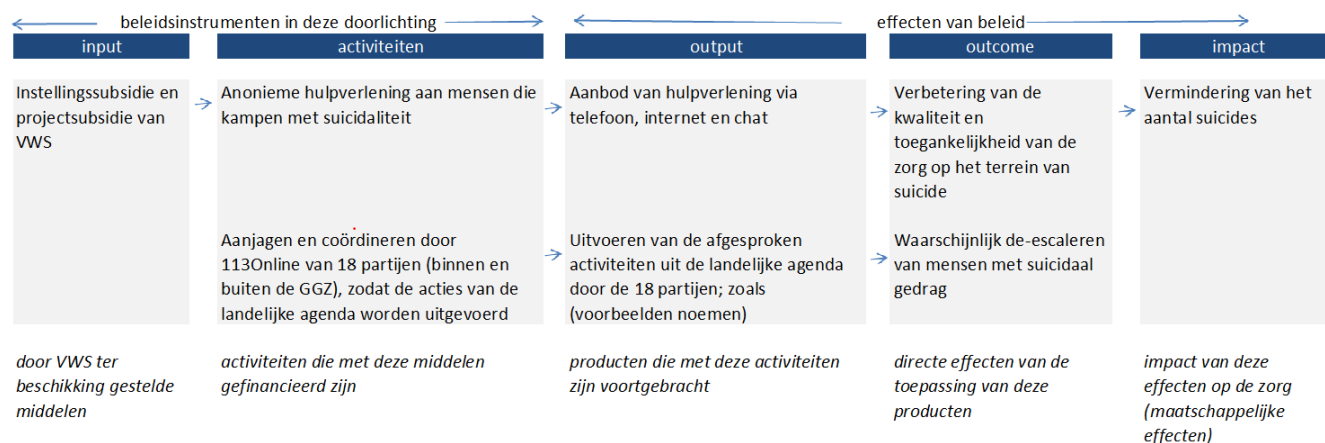 beleidsinstrumenten in deze doorlichting
effecten van beleid
input
activiteiten
output
outcome
impact
Instellingssubsidie en
projectsubsidie van
VWS
Anonieme hulpverlening aan mensen die
kampen met suicidaliteit
Aanbod van hulpverlening via
telefoon, internet en chat
Verbetering van de
kwaliteit en
toegankelijkheid van de
zorg op het terrein van
suicide
Vermindering van het
aantal suicides
Aanjagen en coördineren door
113Online van 18 partijen (binnen en
buiten de GGZ), zodat de acties van de
landelijke agenda worden uitgevoerd
Uitvoeren van de afgesproken
activiteiten uit de landelijke agenda
door de 18 partijen; zoals
(voorbeelden noemen)
Waarschijnlijk de-escaleren
van mensen met suicidaal
gedrag
door VWS ter
beschikking gestelde
middelen
activiteiten die met deze middelen
gefinancierd zijn
producten die met deze activiteiten
zijn voortgebracht
directe effecten van de
toepassing van deze
producten
impact van deze
effecten op de zorg
(maatschappelijke
effecten)